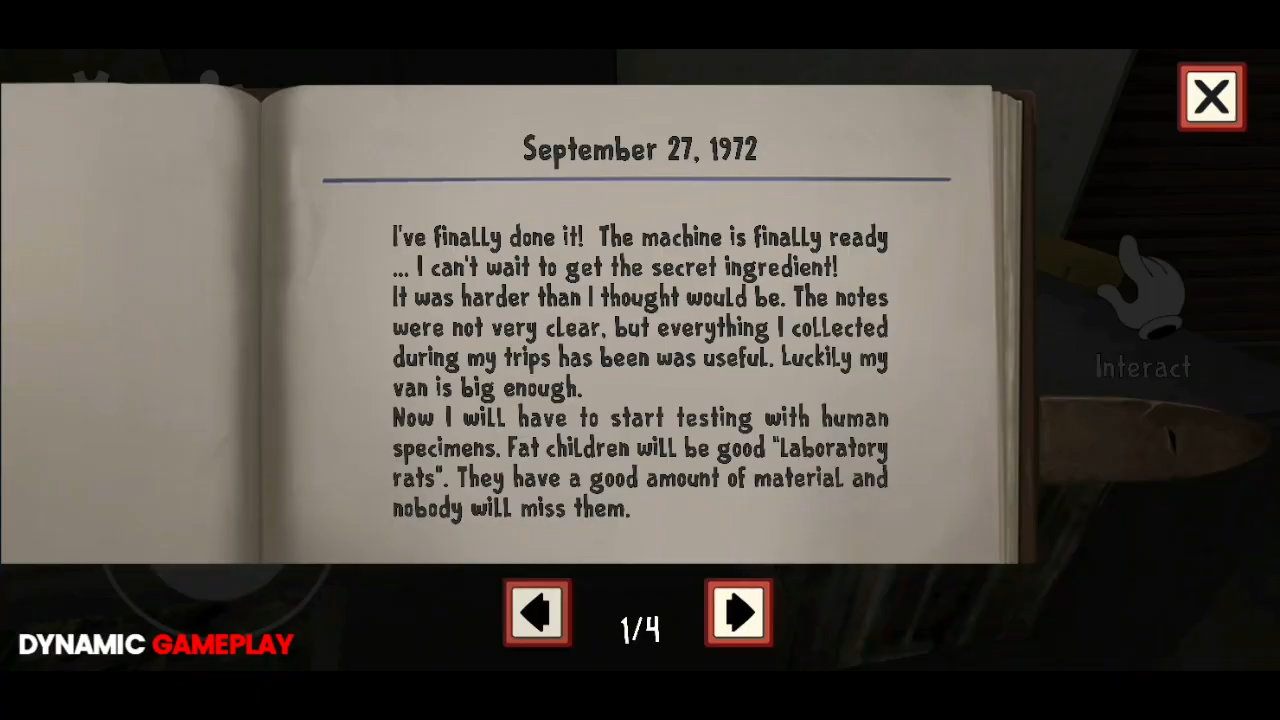 September 27, 1972
I've finally done it! The machine is finally ready
... I can't wait to get the secret ingredient!
It was harder than I thought would be. The notes
were not very clear, but everything I collected
during my trips has been was useful. Luckily my
van is big enough.
Now I will have to start testing with human
specimens. Fat children will be good "Laboratory
rats". They have a good amount of material and
nobody will miss them.
Interact
1/4
DYNAMIC GAMEPLAY